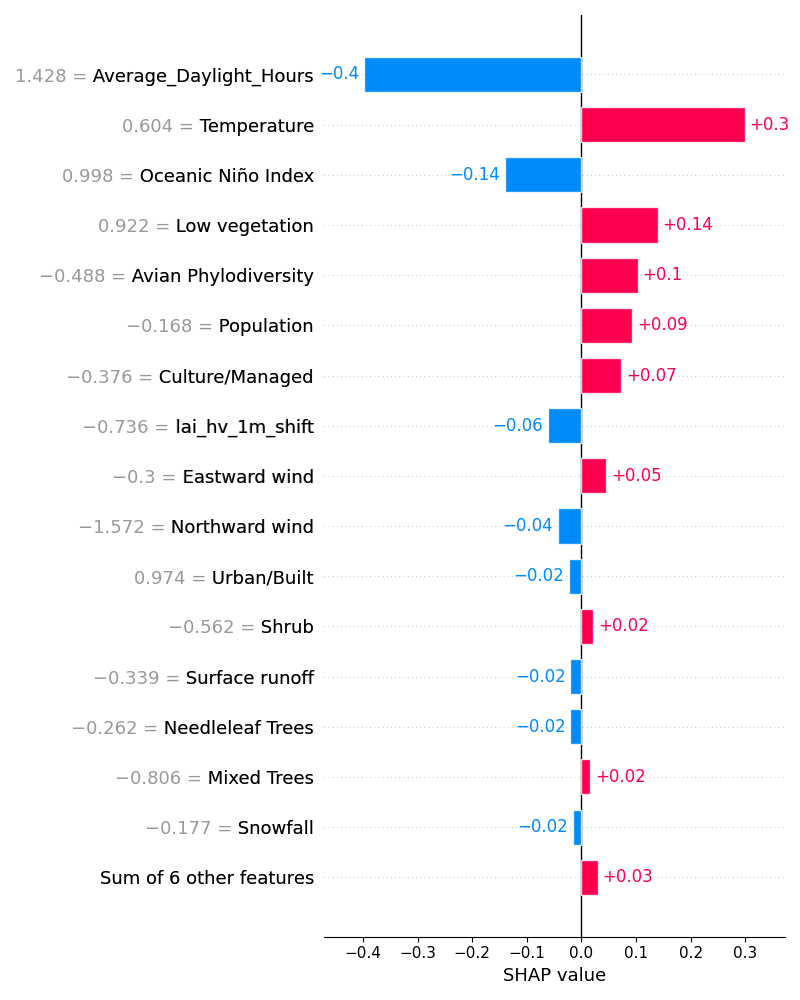 1.428 = Average_Daylight_Hours −0.4
0.604 = Temperature +0.3
0.998 = Oceanic Niño Index −0.14
0.922 = Low vegetation +0.14
−0.488 = Avian Phylodiversity +0.1
−0.168 = Population +0.09
−0.376 = Culture/Managed +0.07
−0.736 = lai_hv_1m_shift −0.06
−0.3 = Eastward wind +0.05
−1.572 = Northward wind −0.04
0.974 = Urban/Built −0.02
−0.562 = Shrub +0.02
−0.339 = Surface runoff −0.02
−0.262 = Needleleaf Trees −0.02
−0.806 = Mixed Trees +0.02
−0.177 = Snowfall −0.02
Sum of 6 other features +0.03
−0.4 −0.3 −0.2 −0.1 0.0 0.1 0.2 0.3
SHAP value